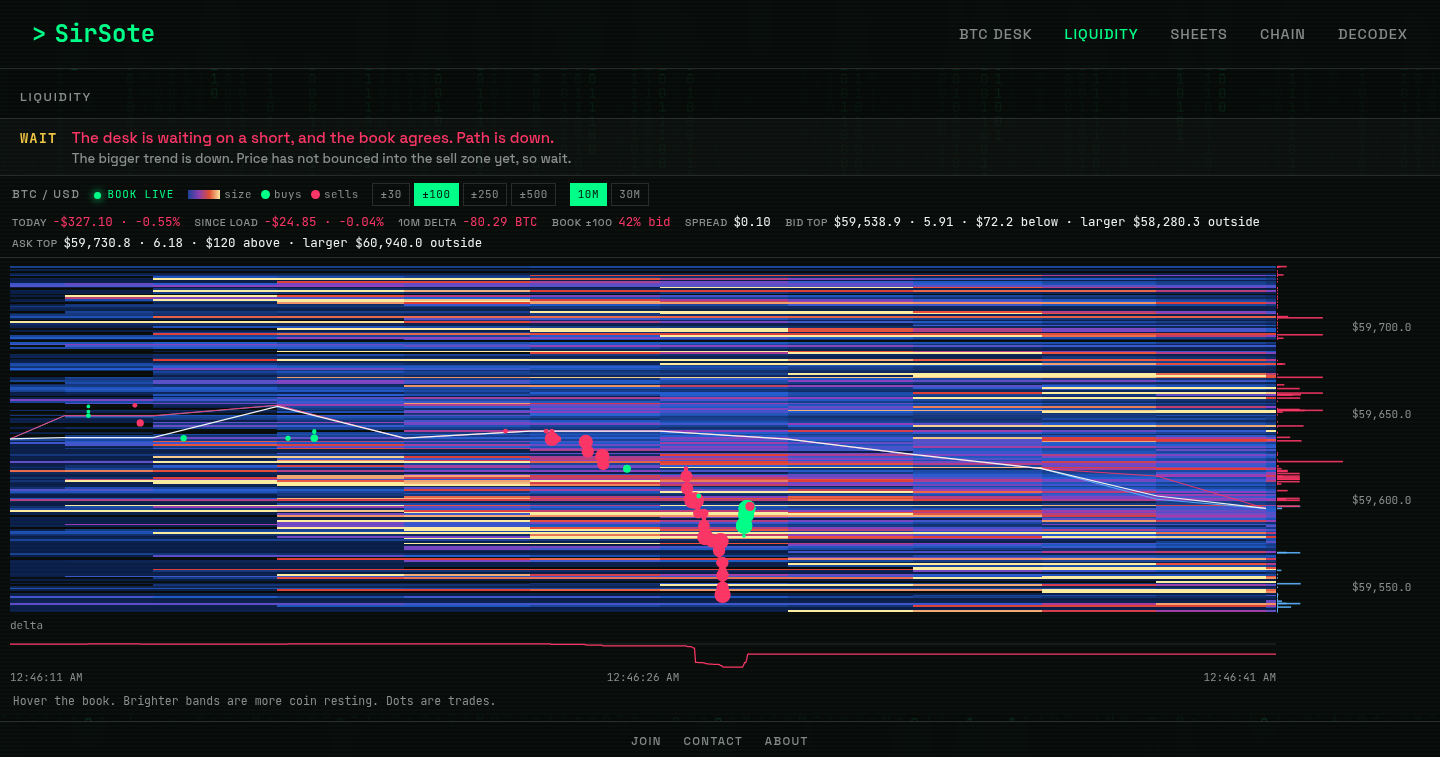 > SirSote
BTC DESK LIQUIDITY SHEETS CHAIN DECODEX
LIQUIDITY
WAIT The desk is waiting on a short, and the book agrees. Path is down.
The bigger trend is down. Price has not bounced into the sell zone yet, so wait.
BTC / USD BOOK LIVE size buys sells ±30 ±100 ±250 ±500 10M 30M
TODAY -$327.10 · -0.55% SINCE LOAD -$24.85 · -0.04% 10M DELTA -80.29 BTC BOOK ±100 42% bid SPREAD $0.10 BID TOP $59,538.9 · 5.91 · $72.2 below · larger $58,280.3 outside
ASK TOP $59,730.8 · 6.18 · $120 above · larger $60,940.0 outside
$59,700.0
$59,650.0
$59,600.0
$59,550.0
delta
12:46:11 AM 12:46:26 AM 12:46:41 AM
Hover the book. Brighter bands are more coin resting. Dots are trades.
JOIN CONTACT ABOUT